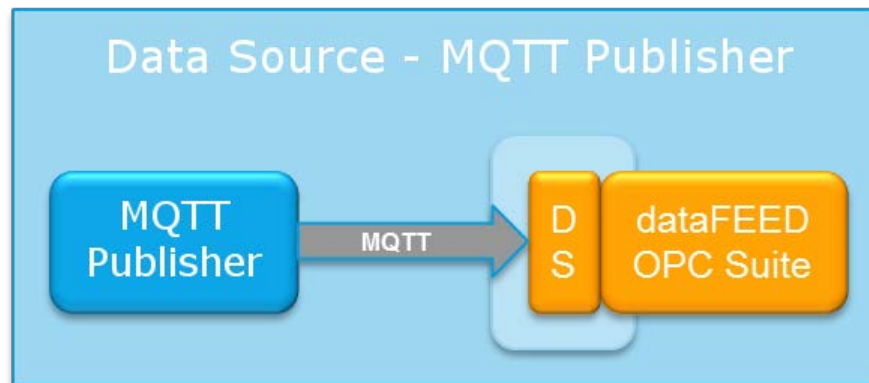 Data Source - MQTT Publisher
MQTT
Publisher
MQTT
D
S
dataFEED
OPC Suite